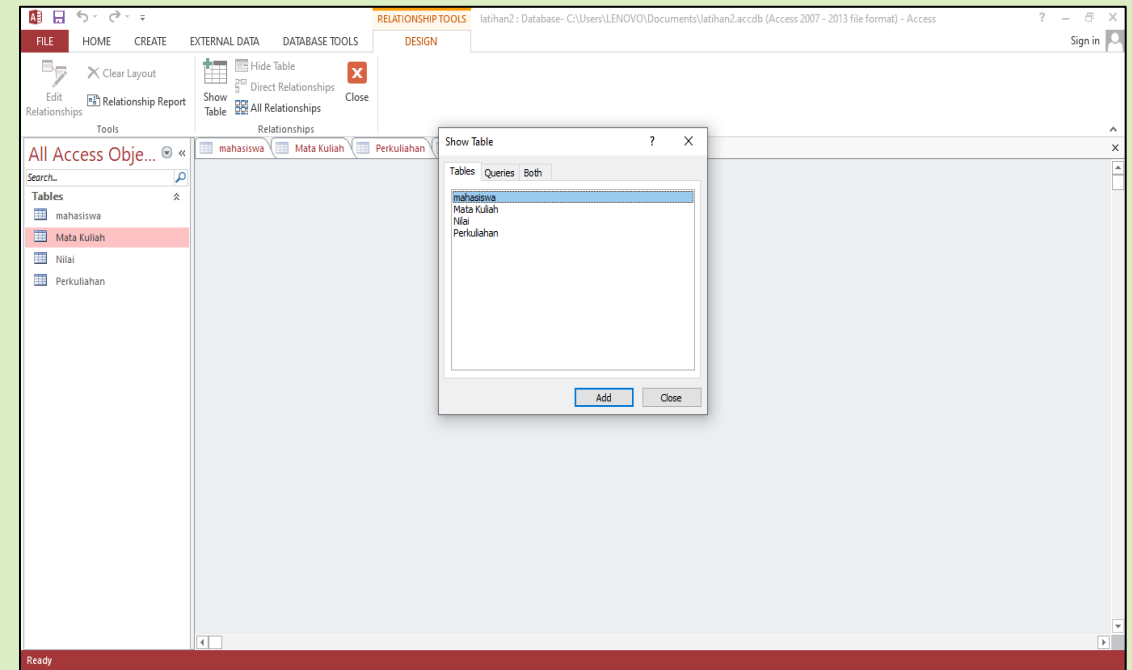 RELATIONSHIP TOOLS latihan2 : Database- C:\Users\LENOVO\Documents\latihan2.accdb (Access 2007 - 2013 file format) - Access ?
FILE HOME CREATE EXTERNAL DATA DATABASE TOOLS DESIGN Sign in
Edit Relationships
Clear Layout
Relationship Report
Tools
Show Table
Hide Table
Direct Relationships
All Relationships
Close
Relationships
All Access Obje...
Search...
Tables
mahasiswa
Mata Kuliah
Nilai
Perkuliahan
mahasiswa Mata Kuliah Perkuliahan
Show Table ?
Tables Queries Both
mahasiswa
Mata Kuliah
Nilai
Perkuliahan
Add Close
Ready